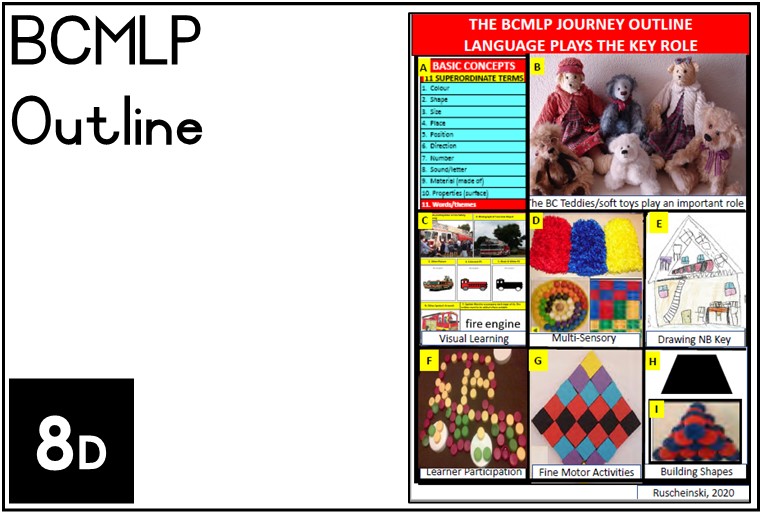 BCMLP
Outline
8D
THE BCMLP JOURNEY OUTLINE
LANGUAGE PLAYS THE KEY ROLE
A BASIC CONCEPTS
11 SUPERORDINATE TERMS
1. Colour
2. Shape
3. Size
4. Place
5. Position
6. Direction
7. Number
8. Sound/letter
9. Material (made of)
10. Properties (surface)
11. Words/themes
B
The BC Teddies/soft toys play an important role
C
fire engine
Visual Learning
D
Multi-Sensory
E
Drawing NB Key
F
Learner Participation
G
Fine Motor Activities
H
I
Building Shapes
Ruscheinski, 2020